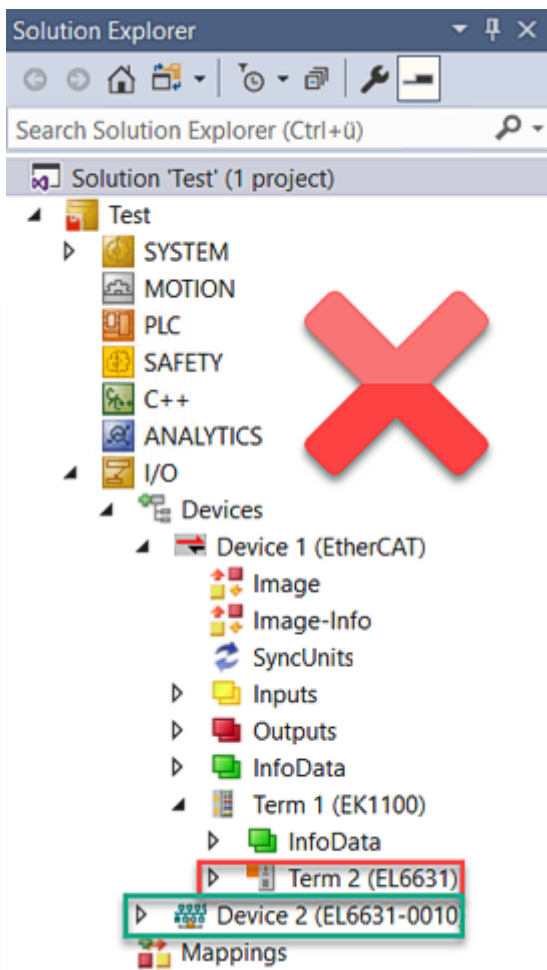 Solution Explorer
Search Solution Explorer (Ctrl+ü)
Solution 'Test' (1 project)
Test
SYSTEM
MOTION
PLC
SAFETY
C++
ANALYTICS
I/O
Devices
Device 1 (EtherCAT)
Image
Image-Info
SyncUnits
Inputs
Outputs
InfoData
Term 1 (EK1100)
InfoData
Term 2 (EL6631)
Device 2 (EL6631-0010
Mappings